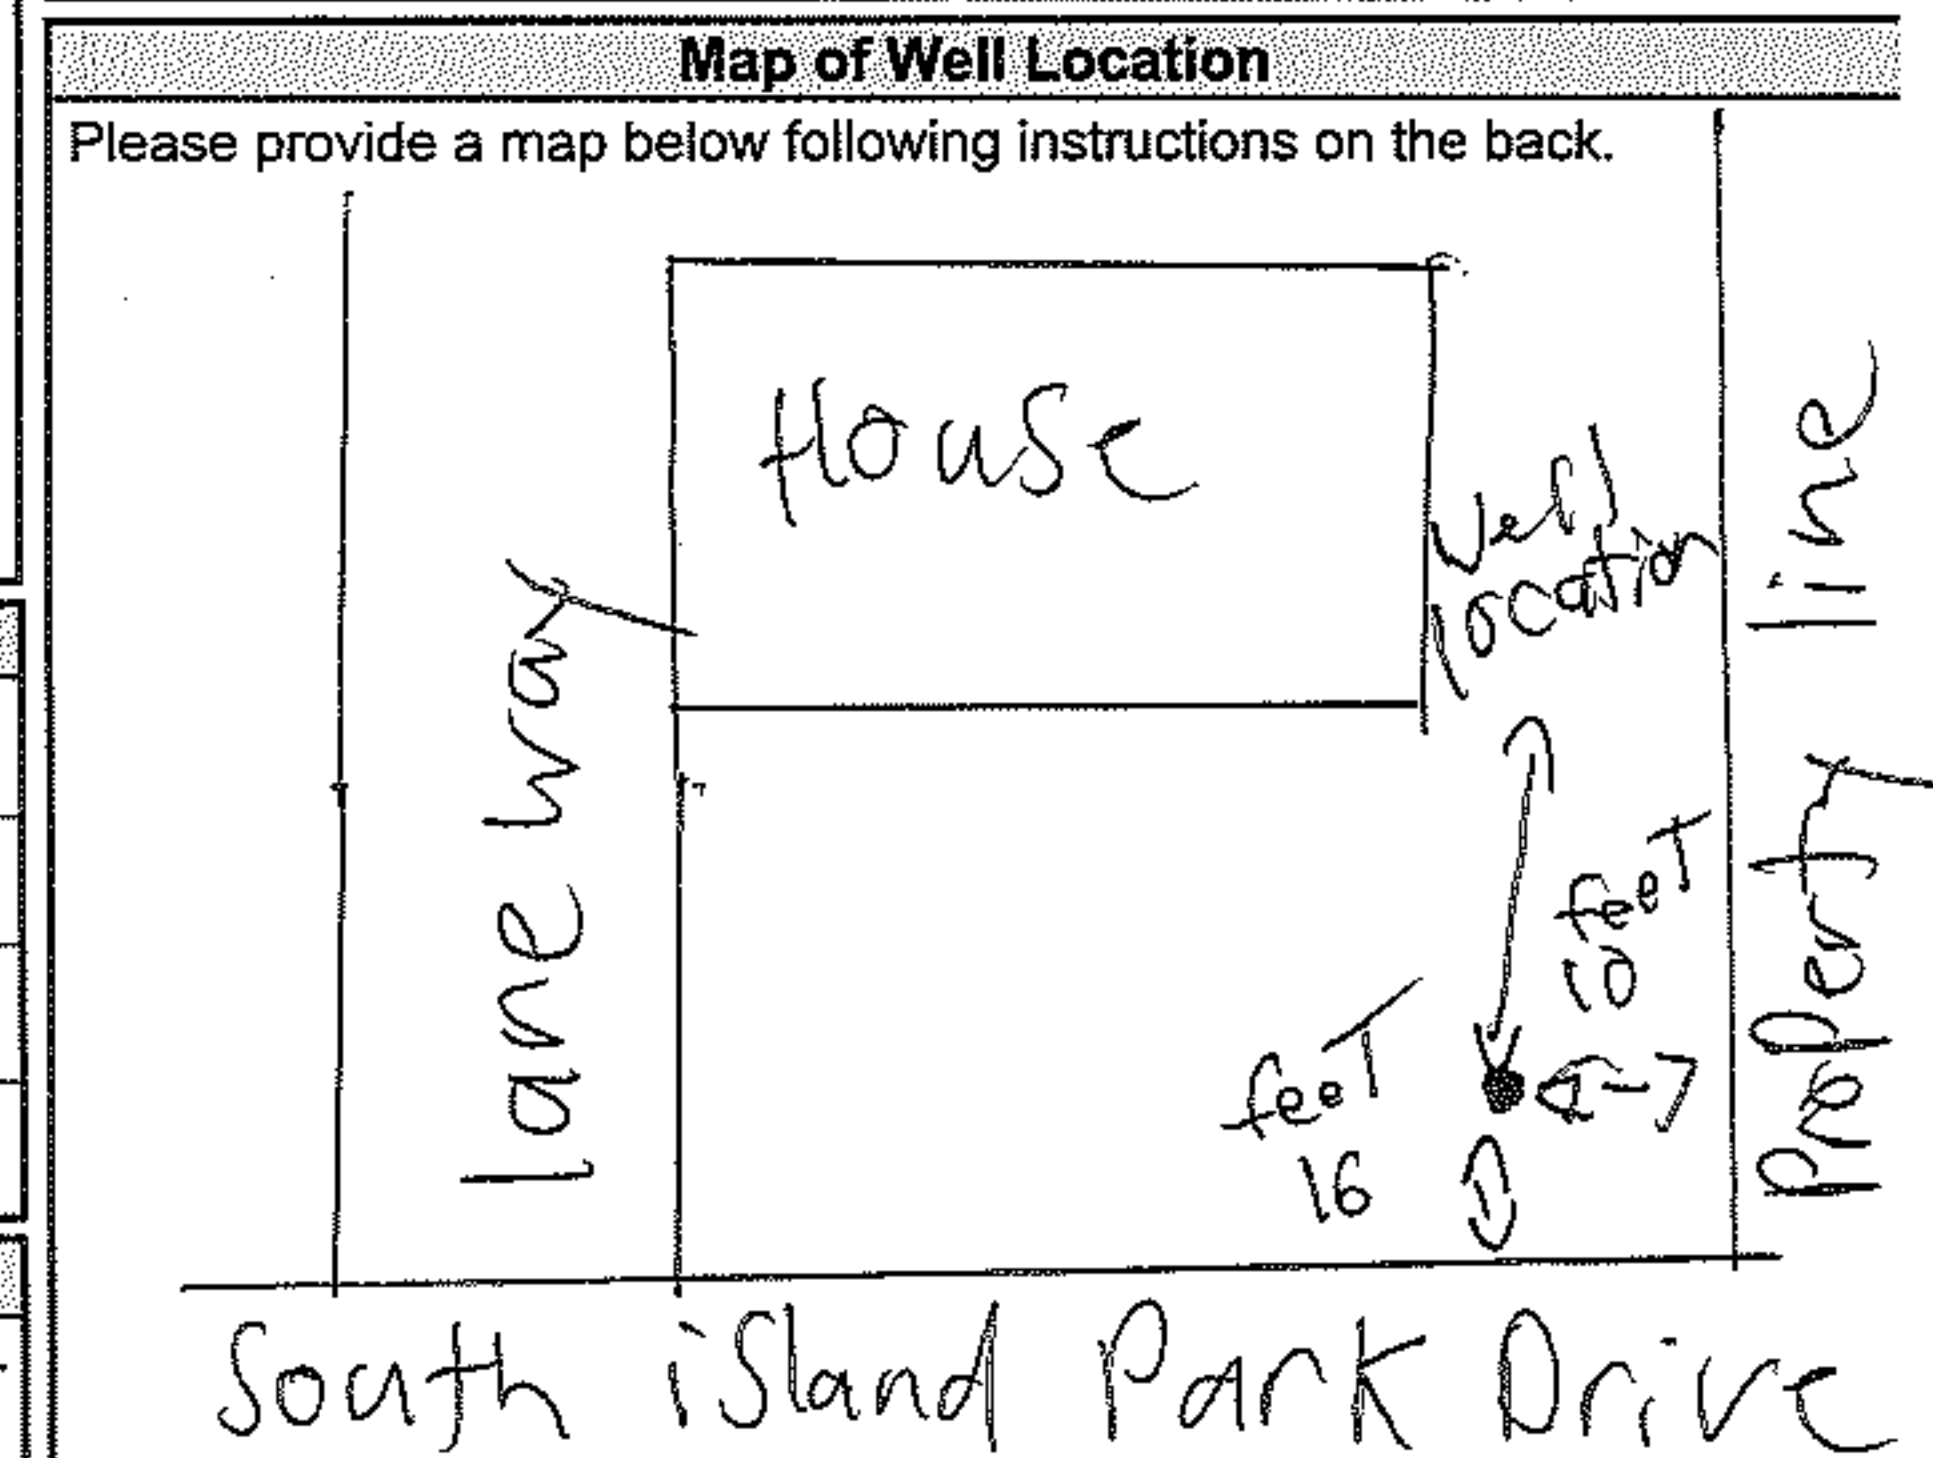 Map of Well Location
Please provide a map below following instructions on the back.
House
Well
location
lane way
Property line
10 feet
feet
16
South island Park Drive